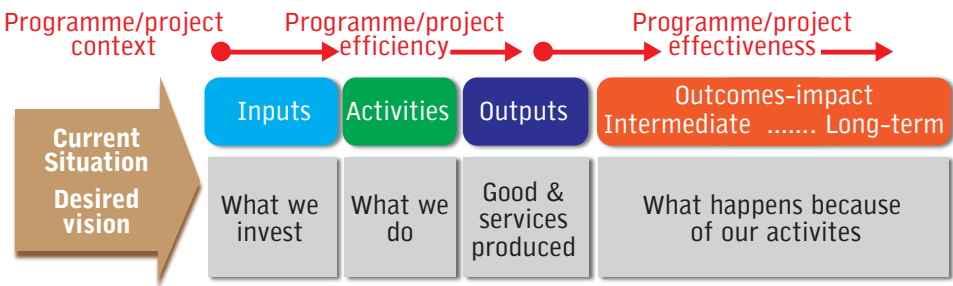 Programme/project
context
Programme/project
efficiency
Programme/project
effectiveness
Current
Situation
Desired
vision
Inputs
Activities
Outputs
Outcomes-impact
Intermediate ....... Long-term
What we
invest
What we
do
Good &
services
produced
What happens because
of our activites